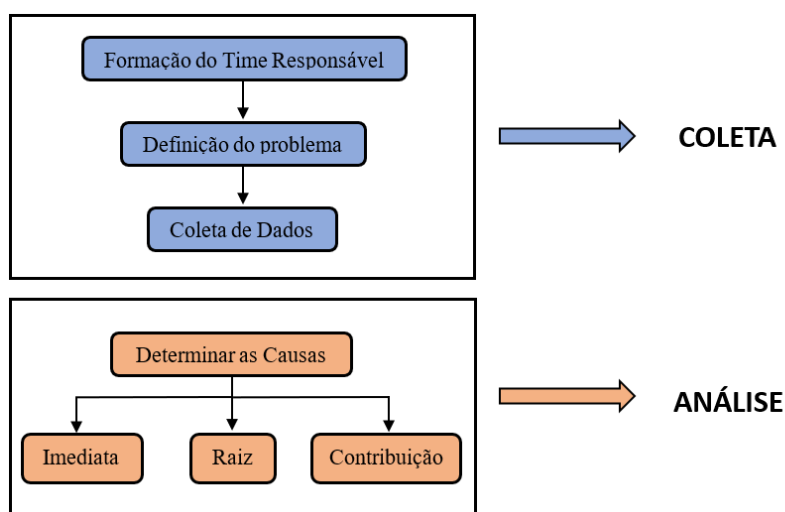 Formação do Time Responsável
Definição do problema
Coleta de Dados
COLETA
Determinar as Causas
Imediata
Raiz
Contribuição
ANÁLISE